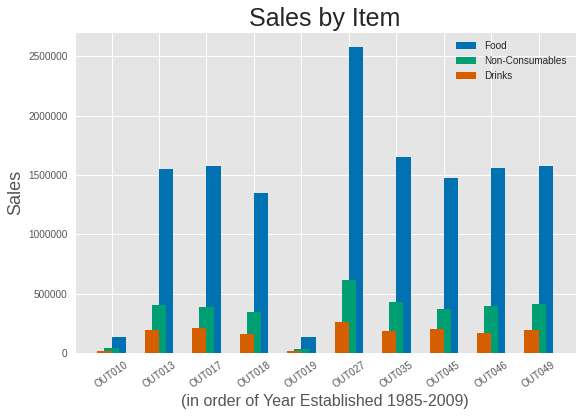 Sales by Item
Food
Non-Consumables
Drinks
Sales
2500000
2000000
1500000
1000000
500000
0
OUT010
OUT013
OUT017
OUT018
OUT019
OUT027
OUT035
OUT045
OUT046
OUT049
(in order of Year Established 1985-2009)